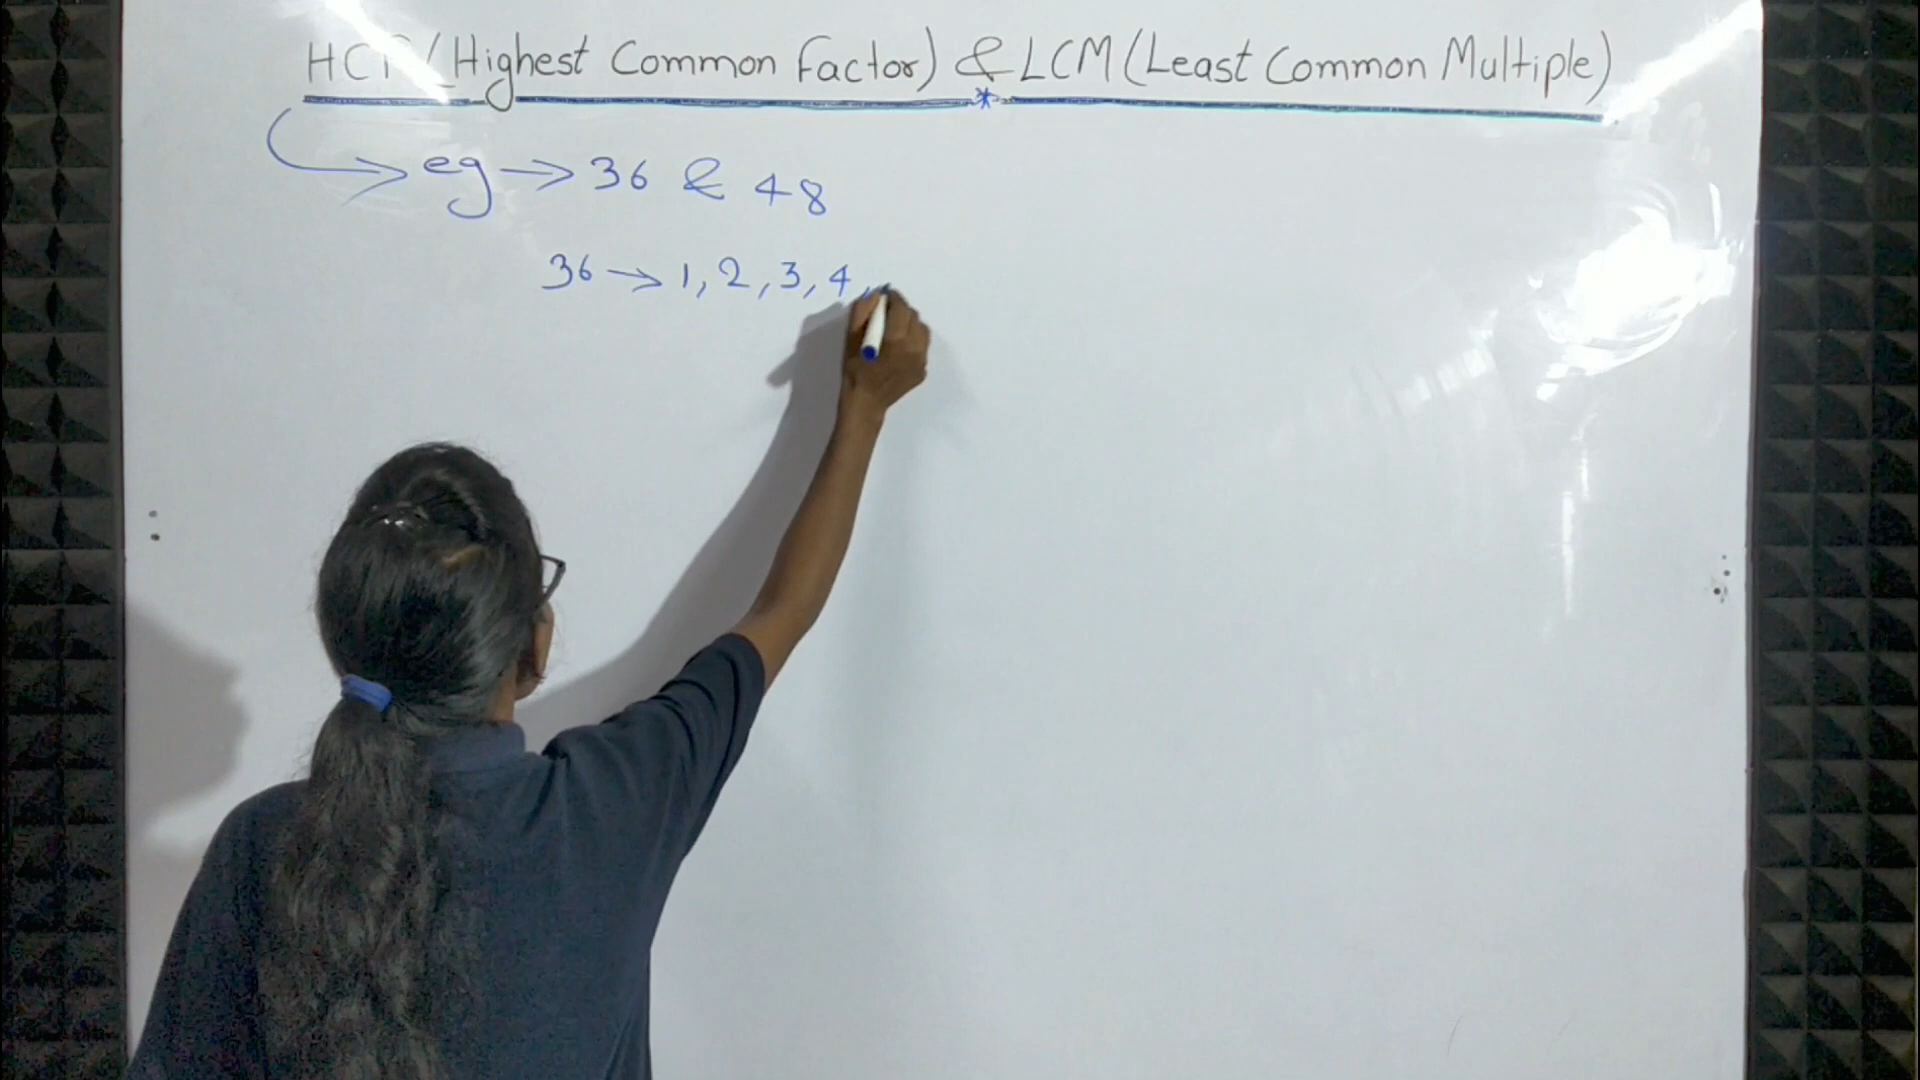 HCF (Highest Common Factor) & LCM (Least Common Multiple)
eg → 36 & 48
36 → 1, 2, 3, 4,